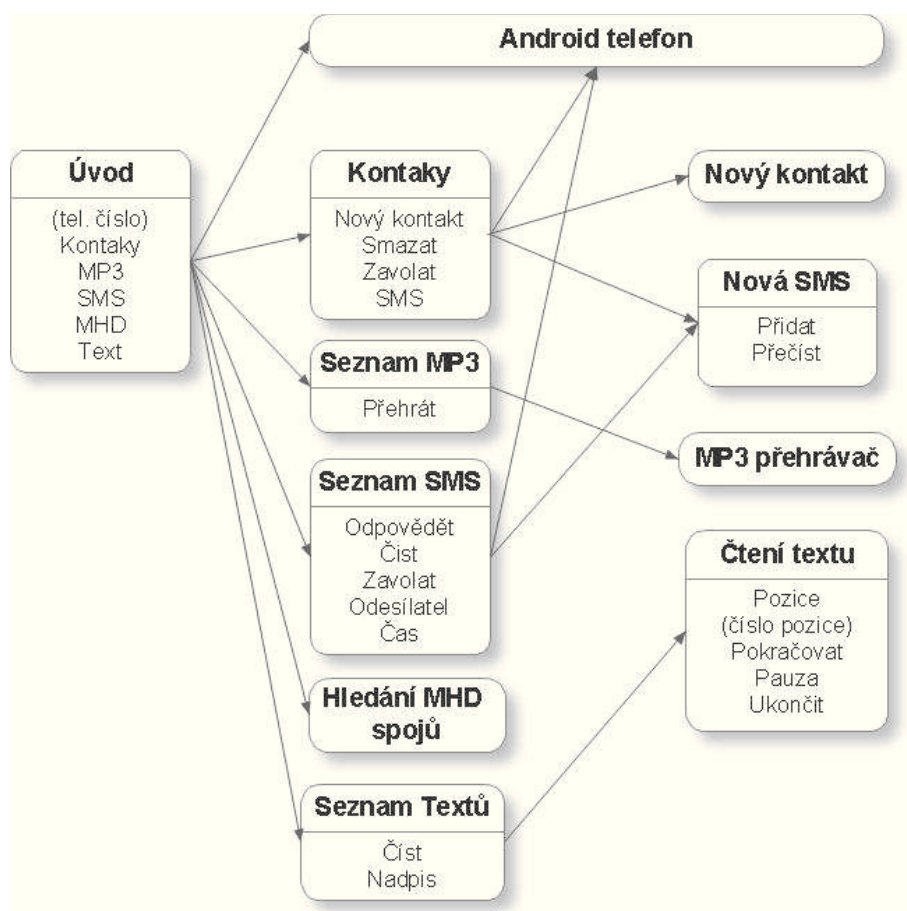 Android telefon
Úvod
(tel. číslo)
Kontaky
MP3
SMS
MHD
Text
Kontaky
Nový kontakt
Smazat
Zavolat
SMS
Nový kontakt
Nová SMS
Přidat
Přečíst
Seznam MP3
Přehrát
MP3 přehrávač
Seznam SMS
Odpovědět
Čist
Zavolat
Odesílatel
Čas
Čtení textu
Pozice
(číslo pozice)
Pokračovat
Pauza
Ukončit
Hledání MHD
spojů
Seznam Textů
Číst
Nadpis